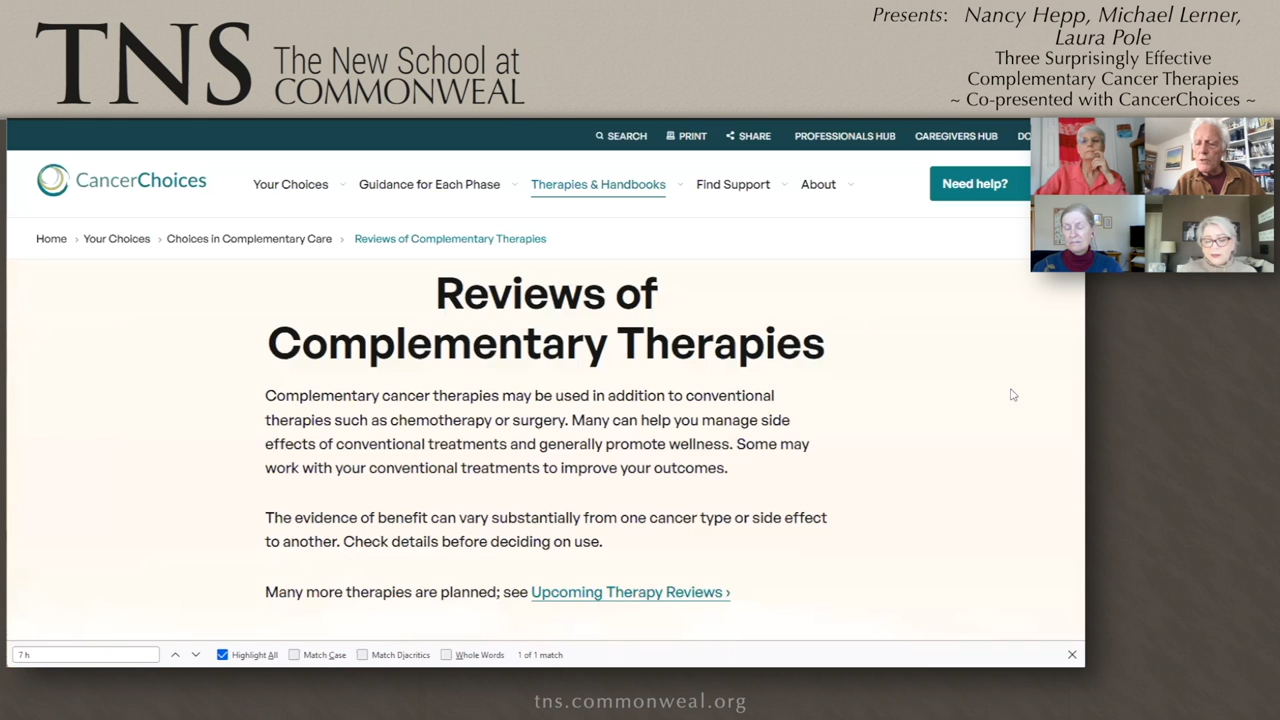 TNS
The New School at
COMMONWEAL
Presents: Nancy Hepp, Michael Lerner,
Laura Pole
Three Surprisingly Effective
Complementary Cancer Therapies
~ Co-presented with CancerChoices ~
SEARCH PRINT SHARE PROFESSIONALS HUB CAREGIVERS HUB DO
CancerChoices
Your Choices Guidance for Each Phase Therapies & Handbooks Find Support About
Need help?
Home › Your Choices › Choices in Complementary Care › Reviews of Complementary Therapies
Reviews of
Complementary Therapies
Complementary cancer therapies may be used in addition to conventional
therapies such as chemotherapy or surgery. Many can help you manage side
effects of conventional treatments and generally promote wellness. Some may
work with your conventional treatments to improve your outcomes.
The evidence of benefit can vary substantially from one cancer type or side effect
to another. Check details before deciding on use.
Many more therapies are planned; see Upcoming Therapy Reviews ›
7 h Highlight All Match Case Match Diacritics Whole Words 1 of 1 match
tns.commonweal.org